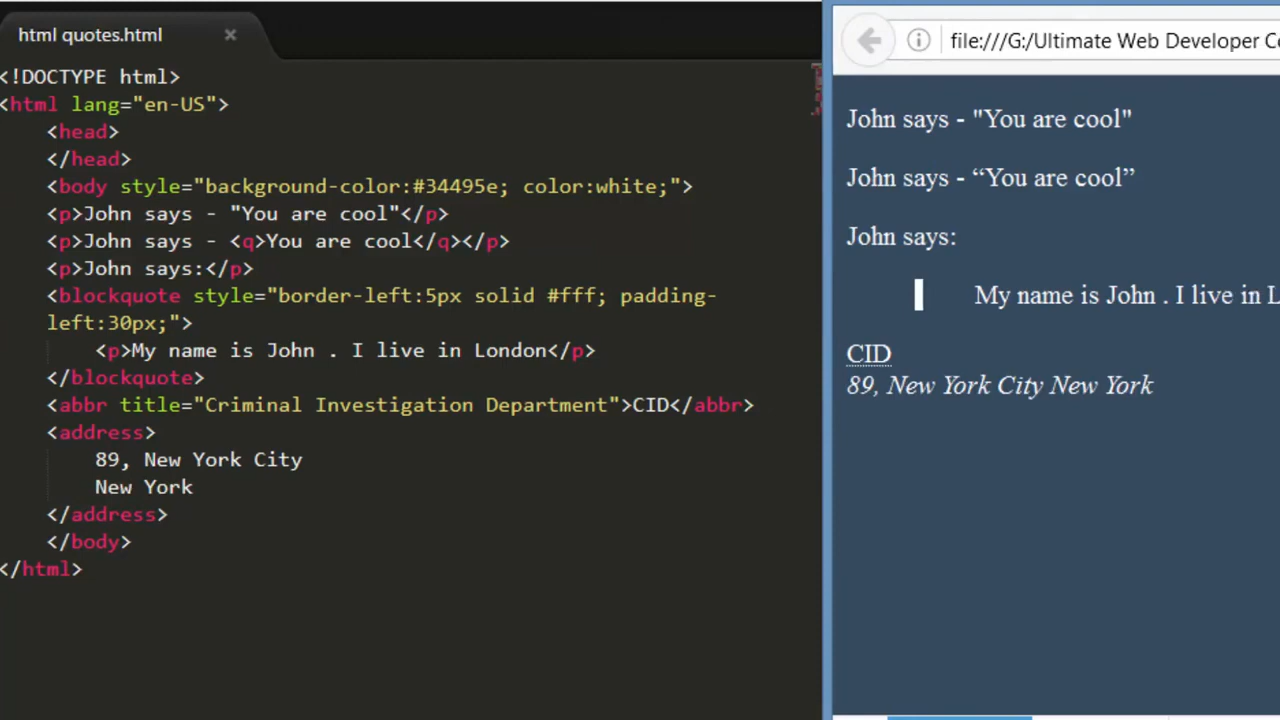 html quotes.html
<!DOCTYPE html>
<html lang="en-US">
<head>
</head>
<body style="background-color:#34495e; color:white;">
<p>John says - "You are cool"</p>
<p>John says - <q>You are cool</q></p>
<p>John says:</p>
<blockquote style="border-left:5px solid #fff; padding-
left:30px;">
<p>My name is John . I live in London</p>
</blockquote>
<abbr title="Criminal Investigation Department">CID</abbr>
<address>
89, New York City
New York
</address>
</body>
</html>
file:///G:/Ultimate Web Developer C
John says - "You are cool"
John says - “You are cool”
John says:
My name is John . I live in L
CID
89, New York City New York